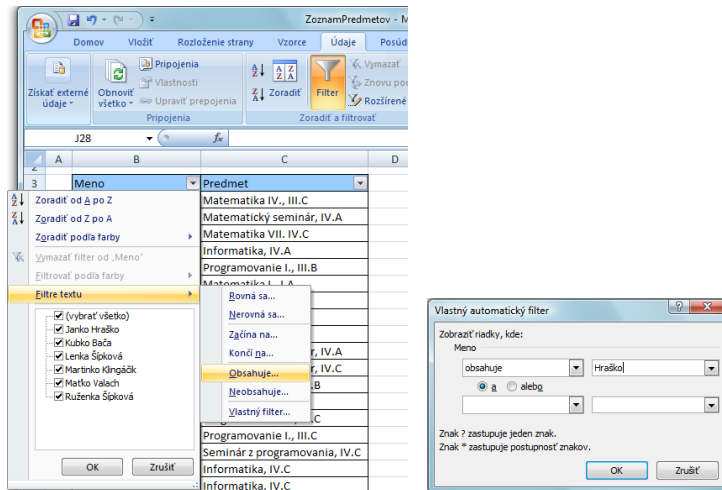 ZoznamPredmetov - M
Domov Vložiť Rozloženie strany Vzorce Údaje Posúd
Získať externé údaje
Obnoviť všetko
Pripojenia
Vlastnosti
Upraviť prepojenia
Pripojenia
A Z
Z A
Zoradiť
Filter
Vymazať
Znovu pou
Rozšírené
Zoradiť a filtrovať
J28 fx
A B C D
2
3 Meno Predmet
Matematika IV., III.C
Matematický seminár, IV.A
Matematika VII. IV.C
Informatika, IV.A
Programovanie I., III.B
Matematika I., I.A
r, IV.A
r, IV.C
.B
.C
Programovanie I., III.C
Seminár z programovania, IV.C
Informatika, IV.C
Informatika, IV.C
Zoradiť od A po Z
Zoradiť od Z po A
Zoradiť podľa farby
Vymazať filter od „Meno"
Filtrovať podľa farby
Filtre textu
(vybrať všetko)
Janko Hraško
Kubko Bača
Lenka Šípková
Martinko Klingáčik
Maťko Valach
Ruženka Šípková
OK Zrušiť
Rovná sa...
Nerovná sa...
Začína na...
Končí na...
Obsahuje...
Neobsahuje...
Vlastný filter...
Vlastný automatický filter
Zobraziť riadky, kde:
Meno
obsahuje Hraško
a alebo
Znak ? zastupuje jeden znak.
Znak * zastupuje postupnosť znakov.
OK Zrušiť